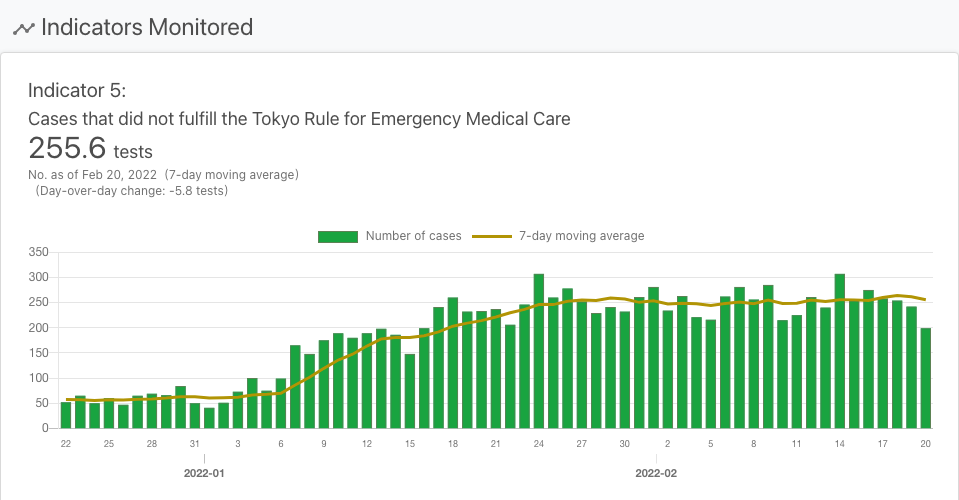 Indicators Monitored
Indicator 5:
Cases that did not fulfill the Tokyo Rule for Emergency Medical Care
255.6 tests
No. as of Feb 20, 2022 (7-day moving average)
(Day-over-day change: -5.8 tests)
Number of cases 7-day moving average
350
300
250
200
150
100
50
0
22 25 28 31 3 6 9 12 15 18 21 24 27 30 2 5 8 11 14 17 20
2022-01 2022-02